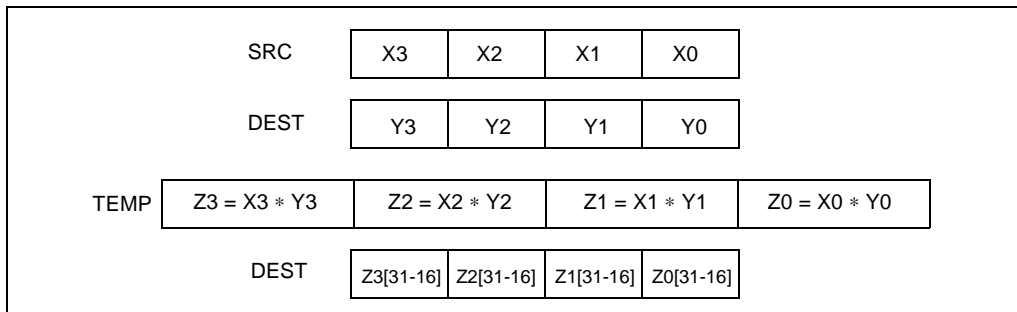 SRC X3 X2 X1 X0
DEST Y3 Y2 Y1 Y0
TEMP Z3 = X3 ∗ Y3 Z2 = X2 ∗ Y2 Z1 = X1 ∗ Y1 Z0 = X0 ∗ Y0
DEST Z3[31-16] Z2[31-16] Z1[31-16] Z0[31-16]